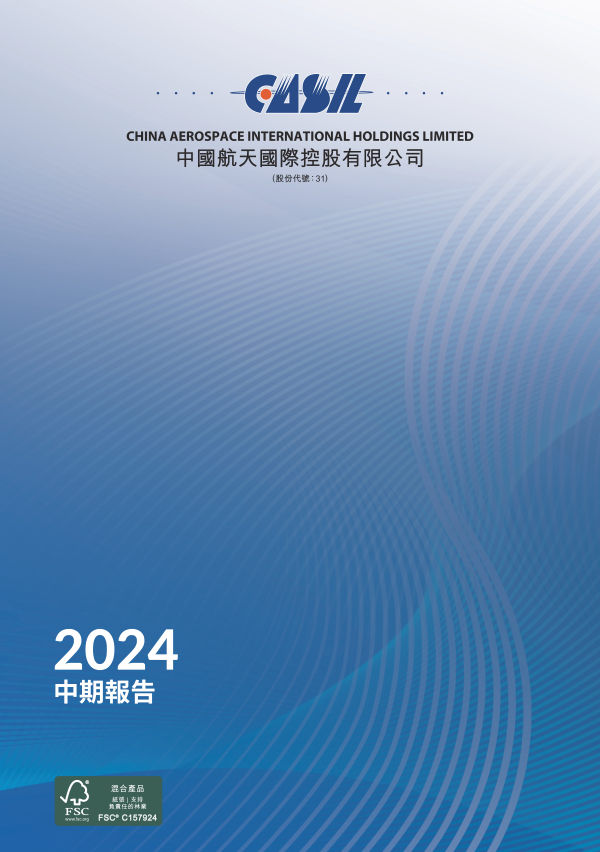 CASIL
CHINA AEROSPACE INTERNATIONAL HOLDINGS LIMITED
中國航天國際控股有限公司
(股份代號：31)
2024
中期報告
FSC
www.fsc.org
混合產品
紙張｜支持
負責任的林業
FSC® C157924